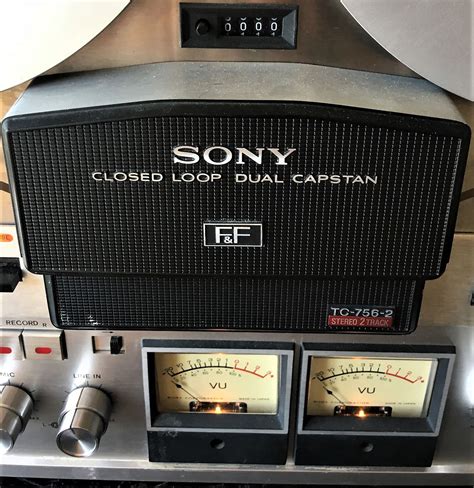 0000
SONY
CLOSED LOOP DUAL CAPSTAN
F&F
TC-756-2
STEREO 2 TRACK
RECORD R
MIC LINE IN
VU VU